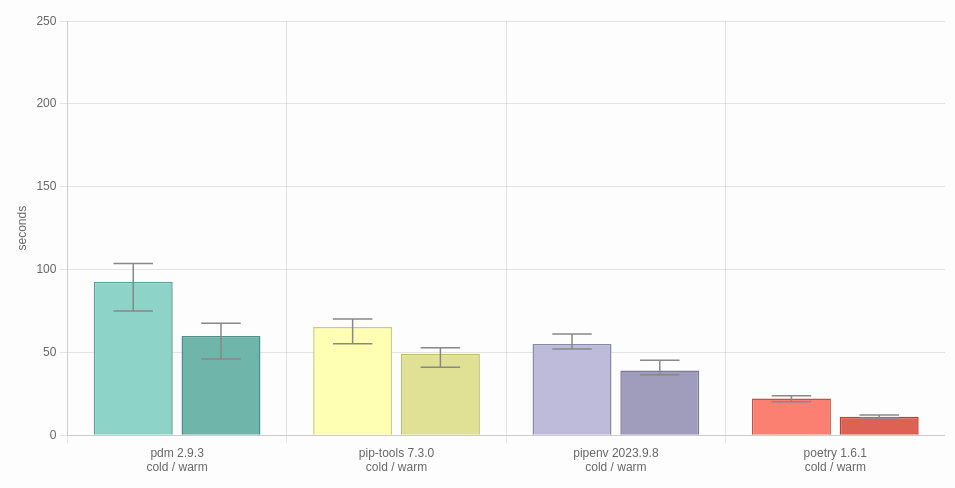 250
200
150
100
50
0
seconds
pdm 2.9.3
cold / warm
pip-tools 7.3.0
cold / warm
pipenv 2023.9.8
cold / warm
poetry 1.6.1
cold / warm